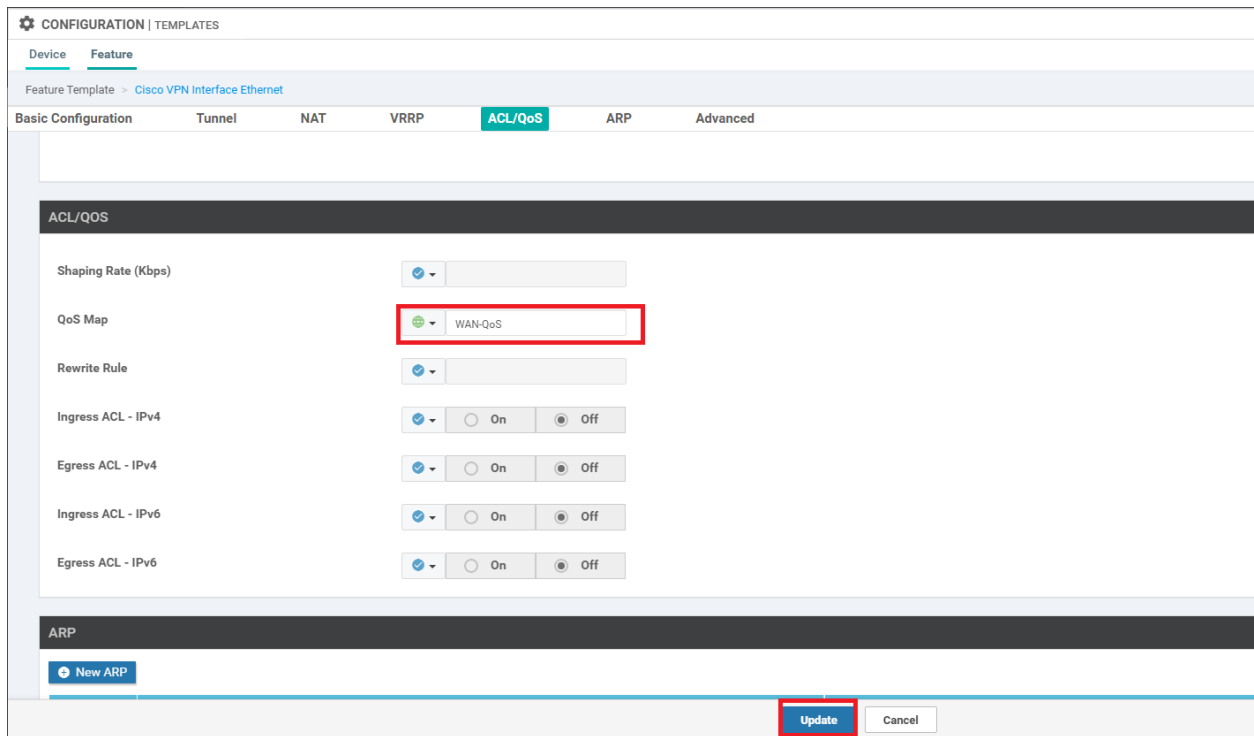 CONFIGURATION | TEMPLATES
Device Feature
Feature Template > Cisco VPN Interface Ethernet
Basic Configuration Tunnel NAT VRRP ACL/QoS ARP Advanced
ACL/QOS
Shaping Rate (Kbps)
QoS Map WAN-QoS
Rewrite Rule
Ingress ACL - IPv4 On Off
Egress ACL - IPv4 On Off
Ingress ACL - IPv6 On Off
Egress ACL - IPv6 On Off
ARP
New ARP
Update Cancel